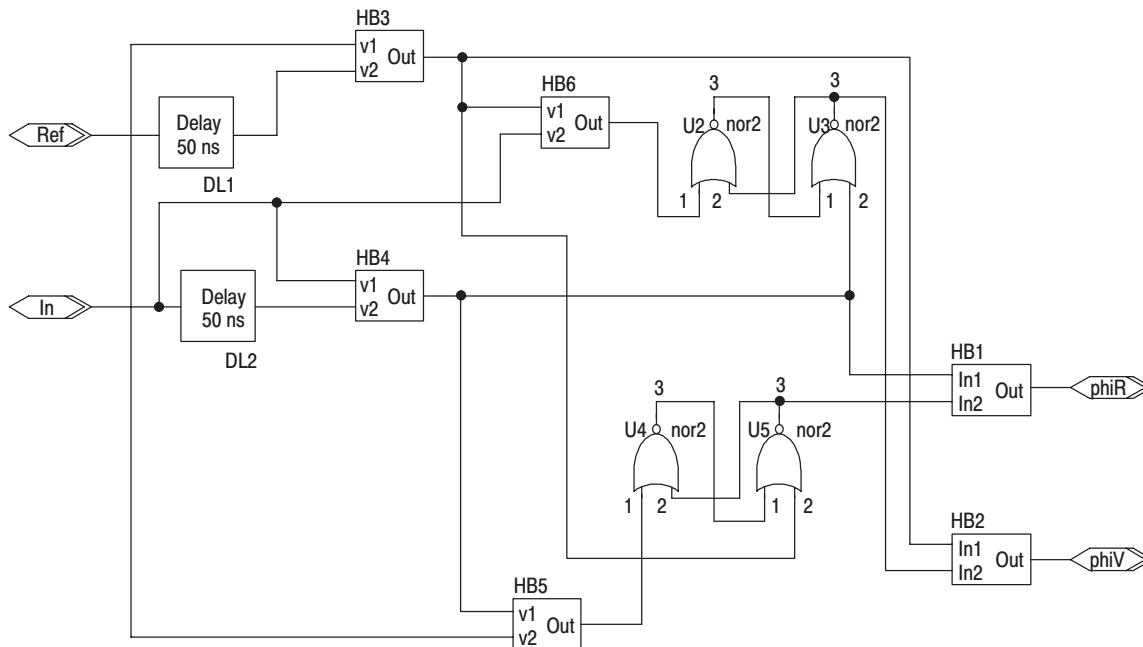 HB3
v1
v2 Out
HB6
v1
v2 Out
Ref
Delay
50 ns
DL1
3
U2 nor2
1 2
3
U3 nor2
1 2
HB4
v1
v2 Out
In
Delay
50 ns
DL2
HB1
In1
In2 Out
phiR
3
U4 nor2
1 2
3
U5 nor2
1 2
HB2
In1
In2 Out
phiV
HB5
v1
v2 Out